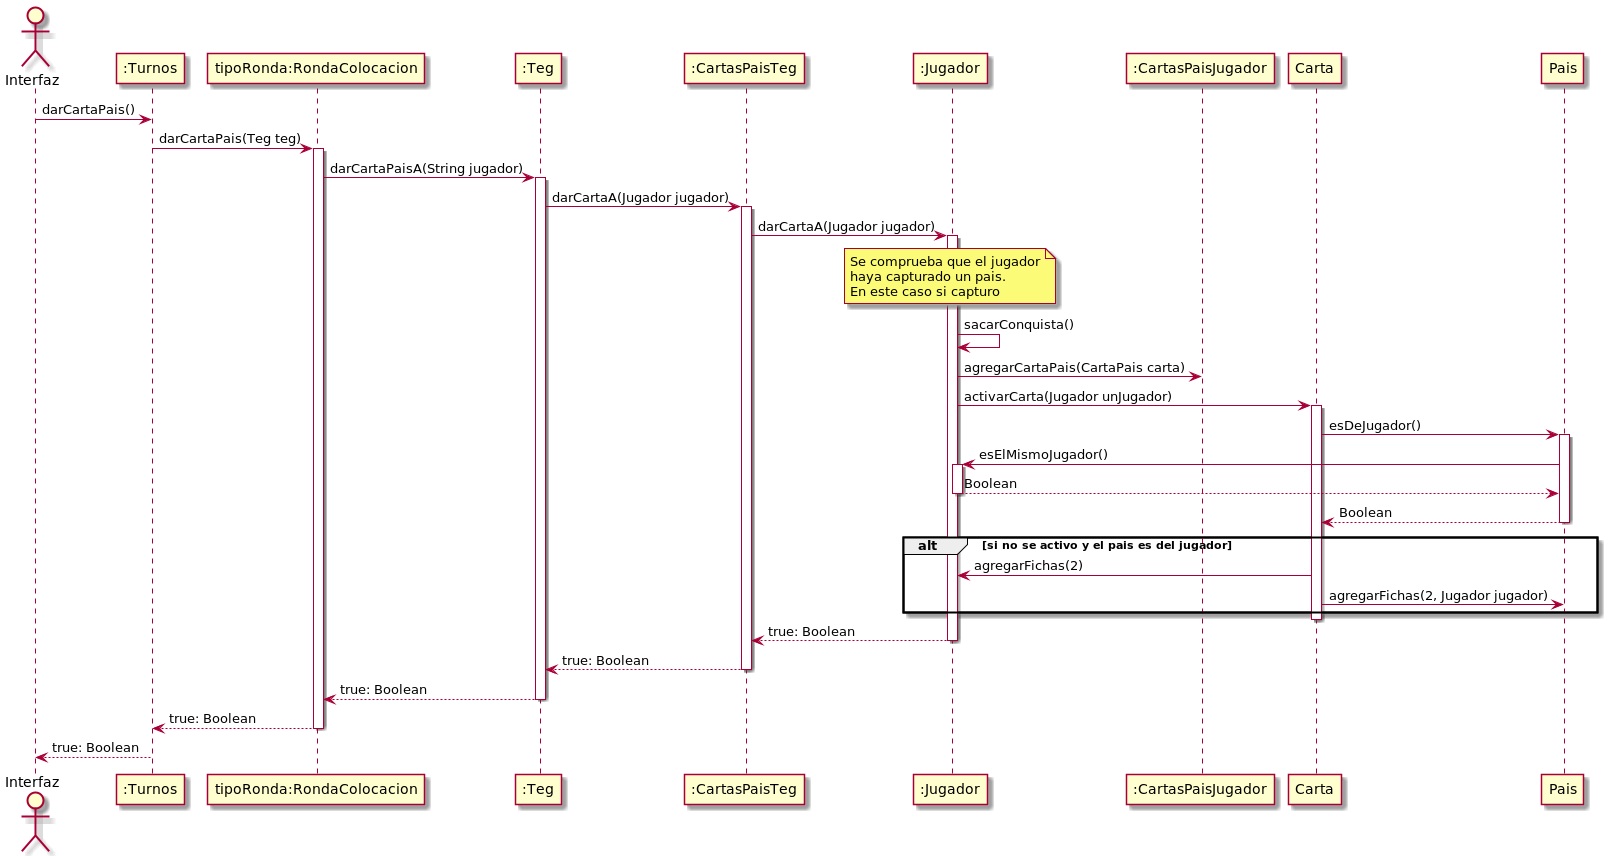 Interfaz
:Turnos
tipoRonda:RondaColocacion
:Teg
:CartasPaisTeg
:Jugador
:CartasPaisJugador
Carta
Pais
darCartaPais()
darCartaPais(Teg teg)
darCartaPaisA(String jugador)
darCartaA(Jugador jugador)
darCartaA(Jugador jugador)
Se comprueba que el jugador
haya capturado un pais.
En este caso si capturo
sacarConquista()
agregarCartaPais(CartaPais carta)
activarCarta(Jugador unJugador)
esDeJugador()
esElMismoJugador()
Boolean
Boolean
alt [si no se activo y el pais es del jugador]
agregarFichas(2)
agregarFichas(2, Jugador jugador)
true: Boolean
true: Boolean
true: Boolean
true: Boolean
true: Boolean
Interfaz
:Turnos
tipoRonda:RondaColocacion
:Teg
:CartasPaisTeg
:Jugador
:CartasPaisJugador
Carta
Pais